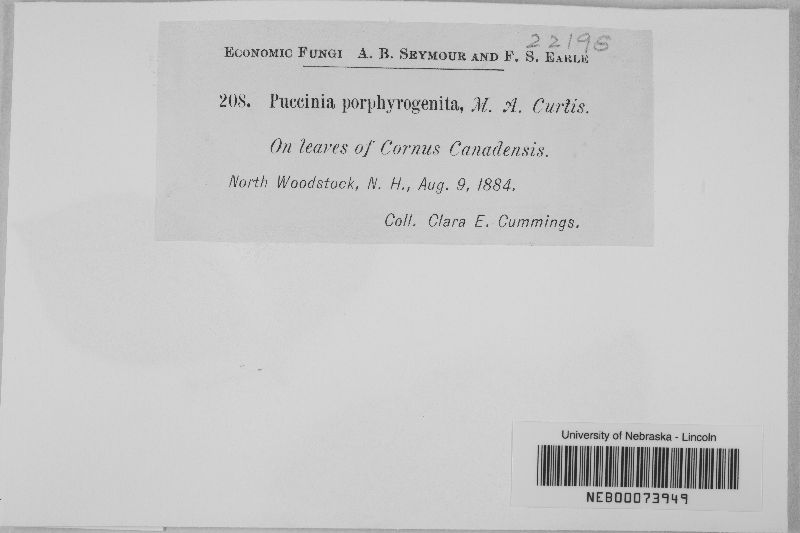 22196
ECONOMIC FUNGI A. B. SEYMOUR AND F. S. EARLE
208. Puccinia porphyrogenita, M. A. Curtis.
On leaves of Cornus Canadensis.
North Woodstock, N. H., Aug. 9, 1884.
Coll. Clara E. Cummings.
University of Nebraska - Lincoln
NEB00073949